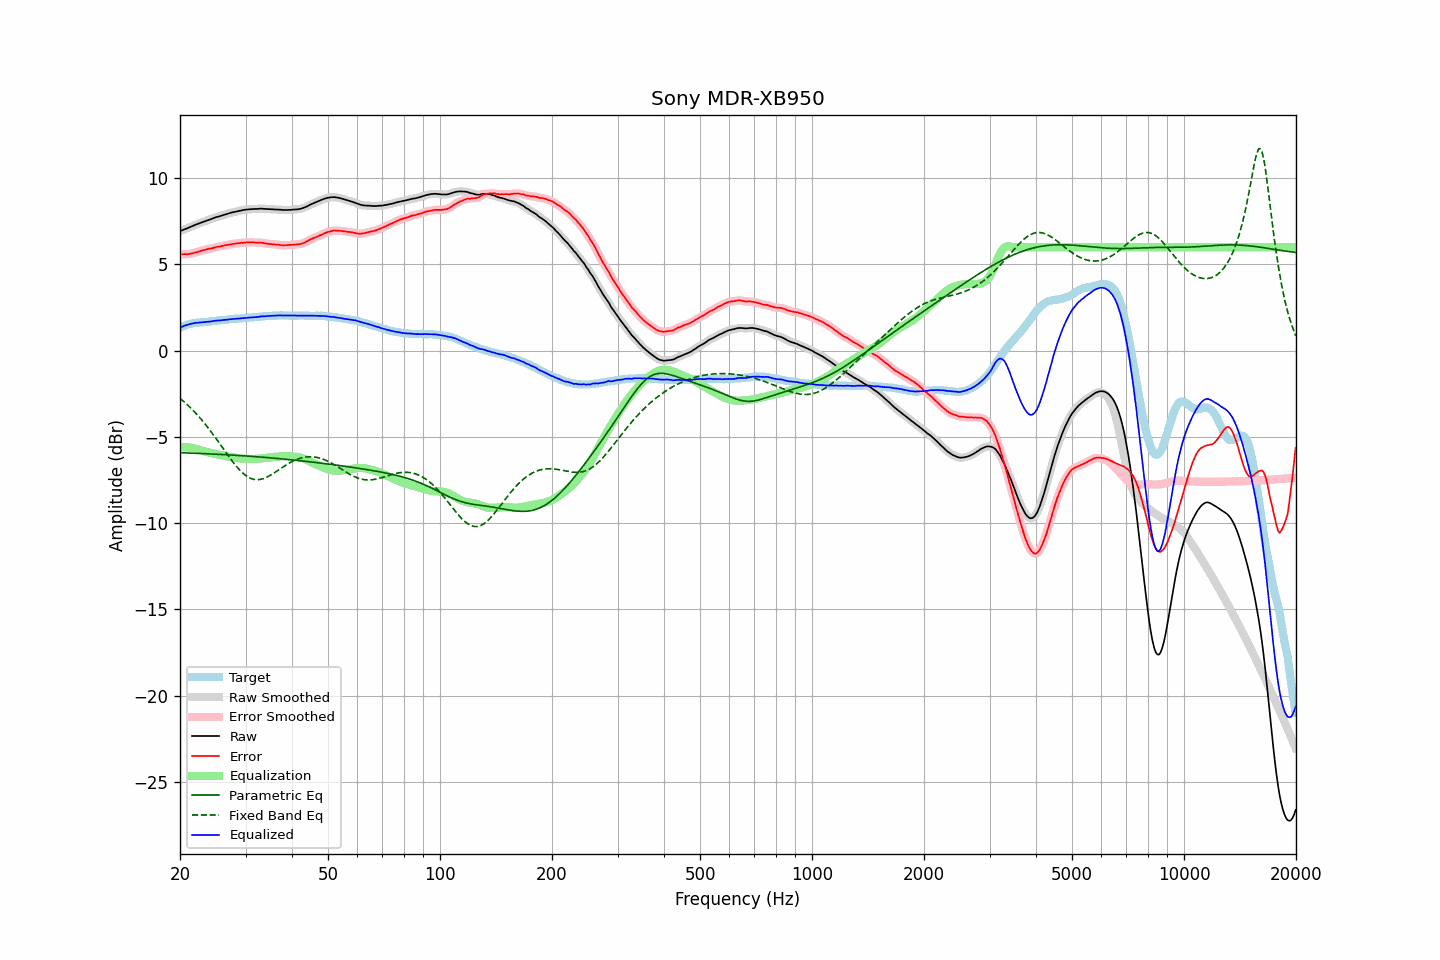 Sony MDR-XB950
Amplitude (dBr)
10
5
0
−5
−10
−15
−20
−25
Target
Raw Smoothed
Error Smoothed
Raw
Error
Equalization
Parametric Eq
Fixed Band Eq
Equalized
20 50 100 200 500 1000 2000 5000 10000 20000
Frequency (Hz)